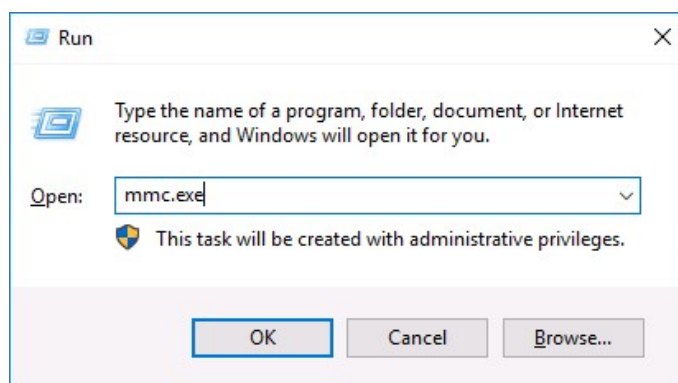 Run
Type the name of a program, folder, document, or Internet
resource, and Windows will open it for you.
Open: mmc.exe
This task will be created with administrative privileges.
OK Cancel Browse...